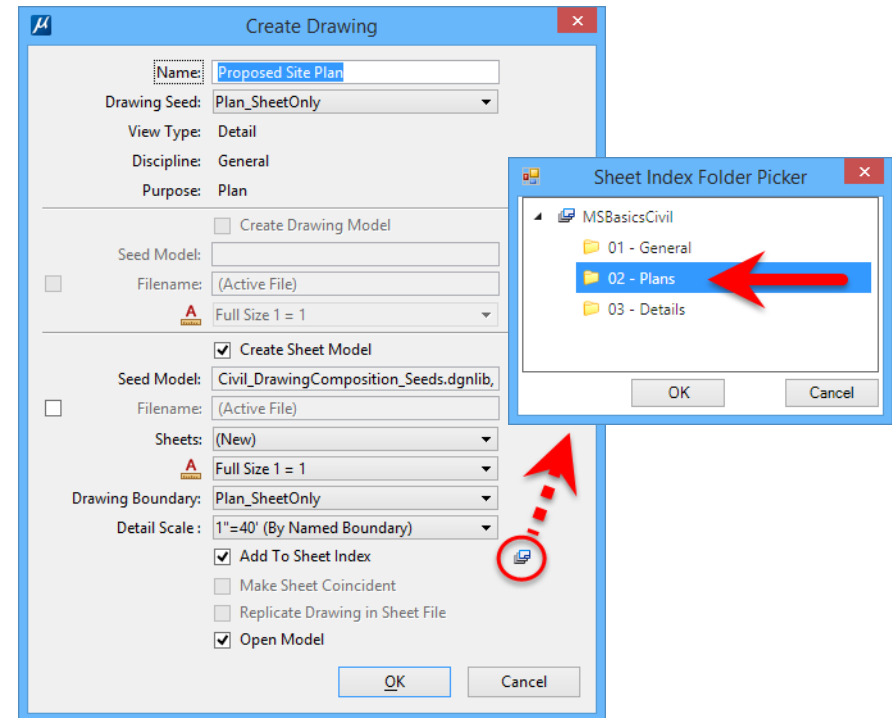 Create Drawing
Name: Proposed Site Plan
Drawing Seed: Plan_SheetOnly
View Type: Detail
Discipline: General
Purpose: Plan
Create Drawing Model
Seed Model:
Filename: (Active File)
A Full Size 1 = 1
Create Sheet Model
Seed Model: Civil_DrawingComposition_Seeds.dgnlib,
Filename: (Active File)
Sheets: (New)
A Full Size 1 = 1
Drawing Boundary: Plan_SheetOnly
Detail Scale : 1"=40' (By Named Boundary)
Add To Sheet Index
Make Sheet Coincident
Replicate Drawing in Sheet File
Open Model
OK Cancel
Sheet Index Folder Picker
MSBasicsCivil
01 - General
02 - Plans
03 - Details
OK Cancel